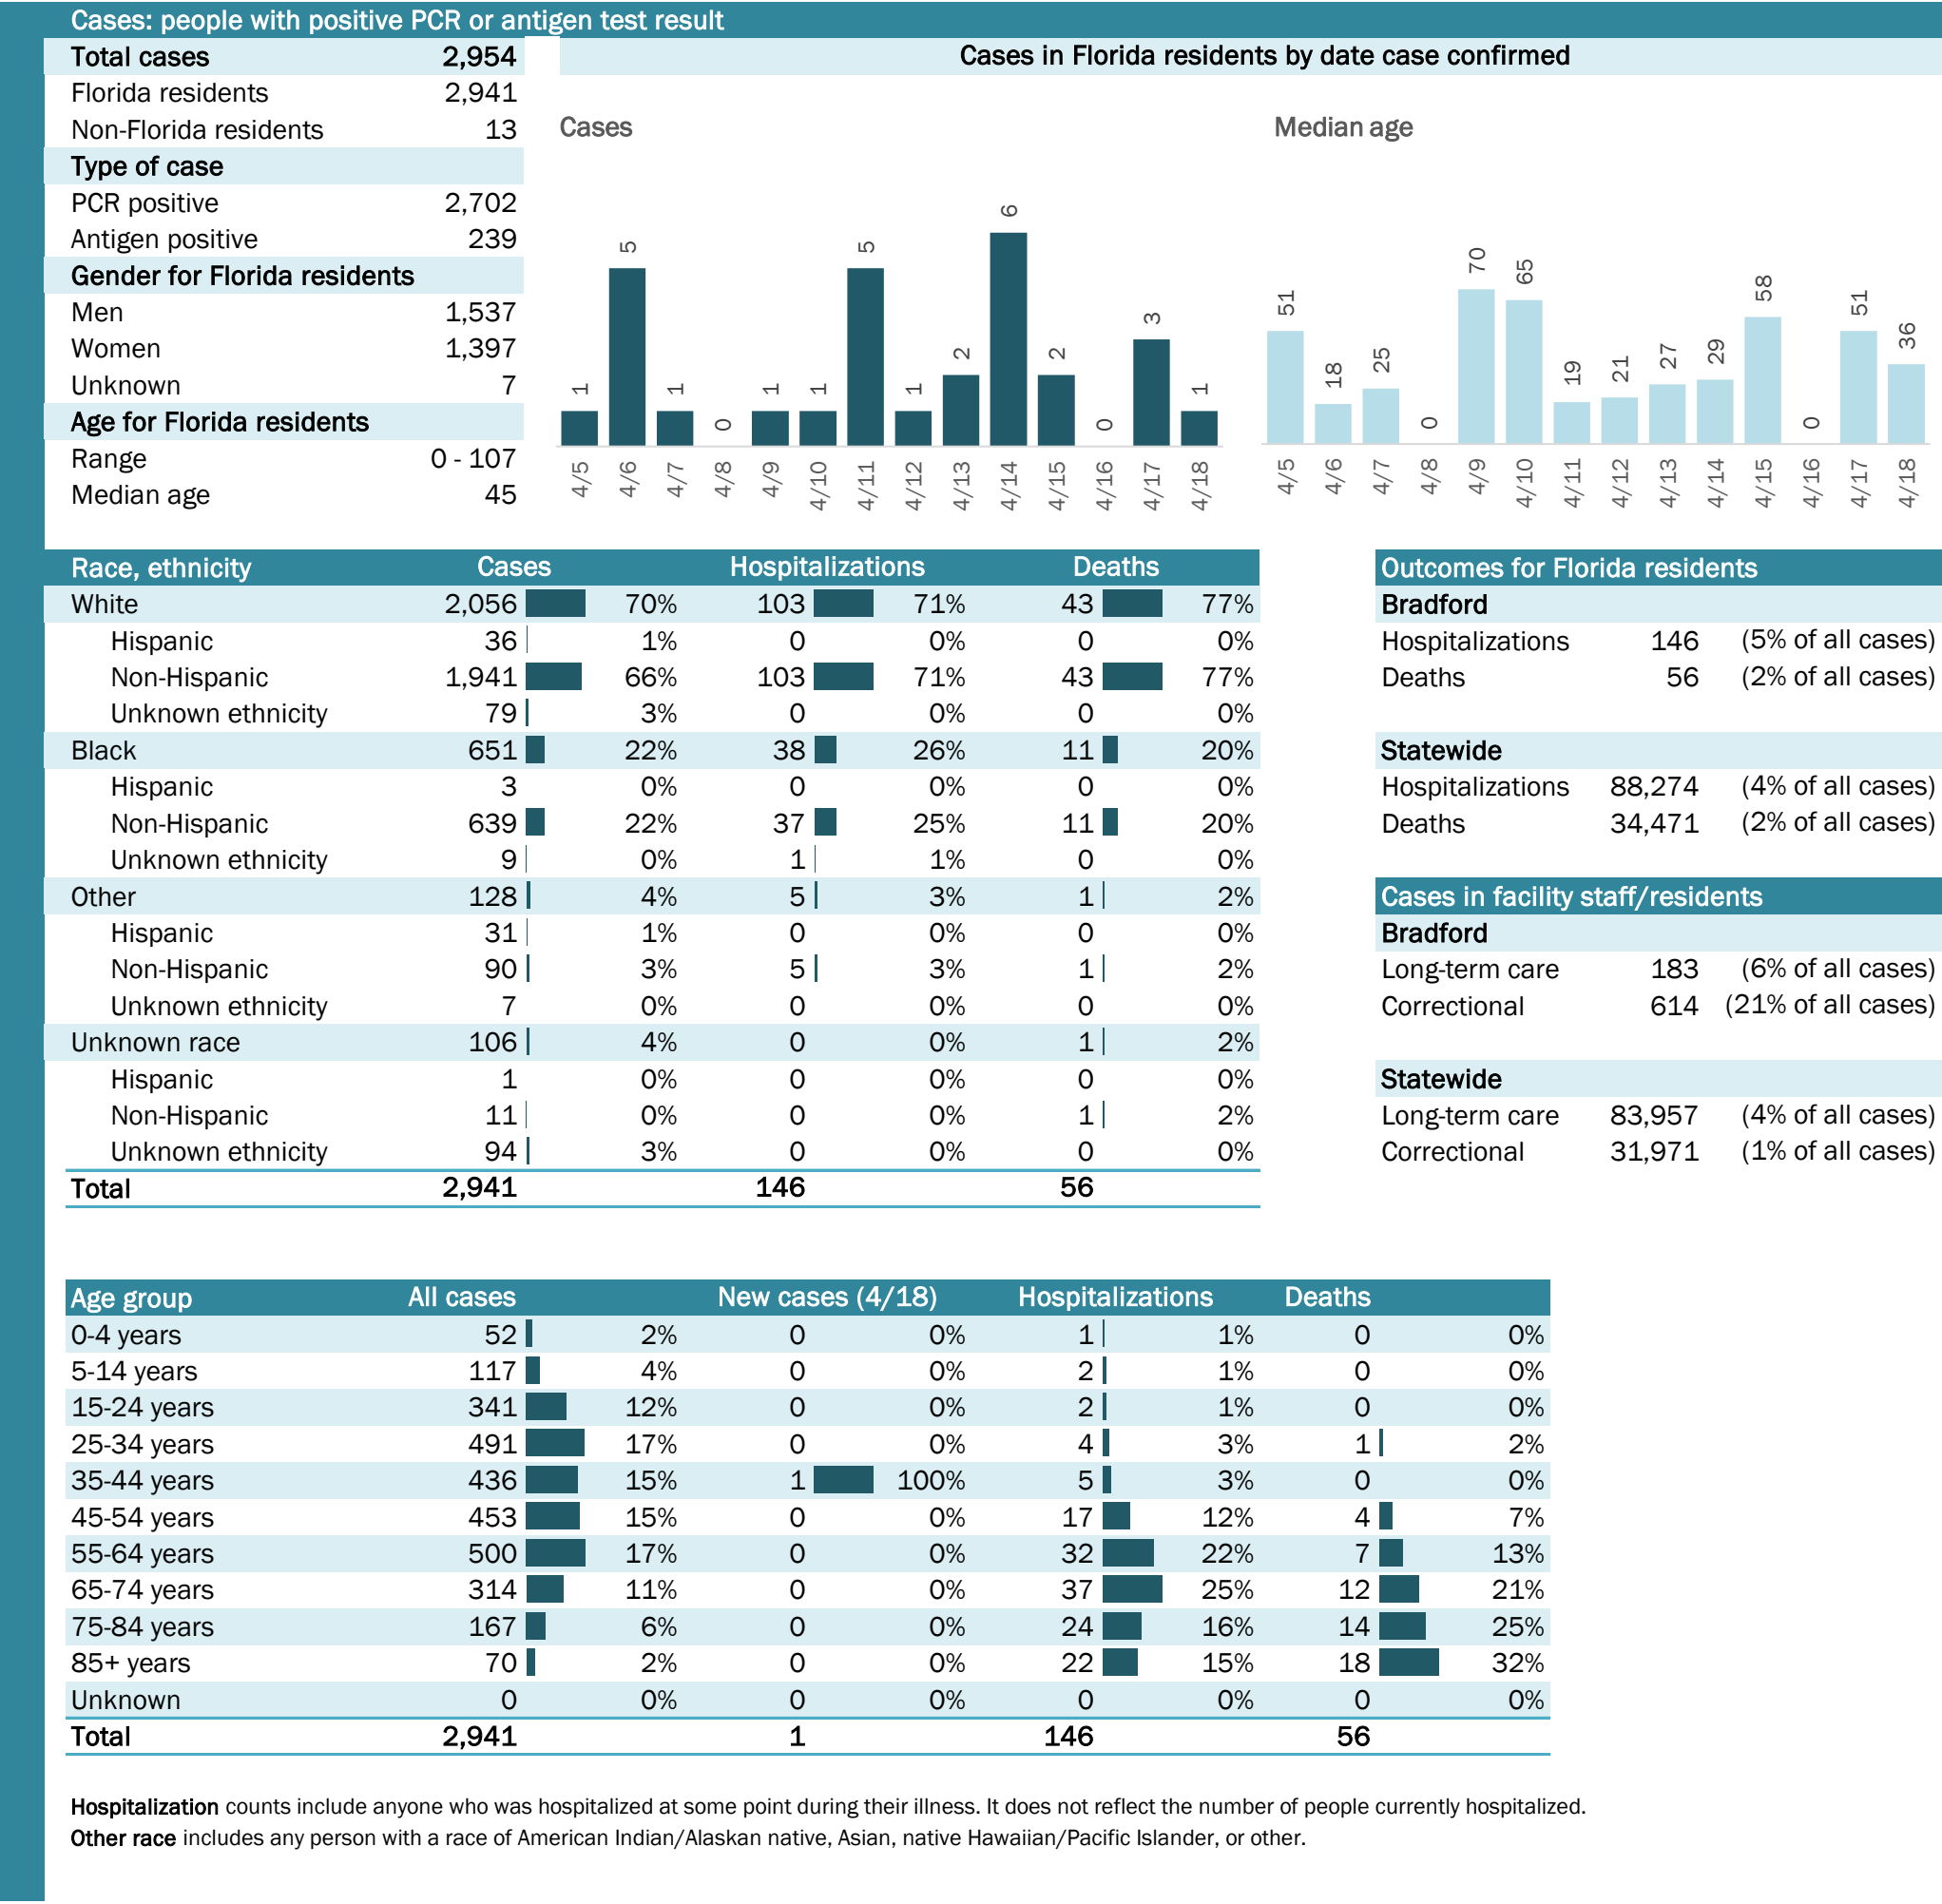 Cases: people with positive PCR or antigen test result
Total cases 2,954
Florida residents 2,941
Non-Florida residents 13
Type of case
PCR positive 2,702
Antigen positive 239
Gender for Florida residents
Men 1,537
Women 1,397
Unknown 7
Age for Florida residents
Range 0 - 107
Median age 45
Cases in Florida residents by date case confirmed
Cases
1 5 1 0 1 1 5 1 2 6 2 0 3 1
4/5 4/6 4/7 4/8 4/9 4/10 4/11 4/12 4/13 4/14 4/15 4/16 4/17 4/18
Median age
51 18 25 0 70 65 19 21 27 29 58 0 51 36
4/5 4/6 4/7 4/8 4/9 4/10 4/11 4/12 4/13 4/14 4/15 4/16 4/17 4/18
Race, ethnicity Cases Hospitalizations Deaths
White 2,056 70% 103 71% 43 77%
Hispanic 36 1% 0 0% 0 0%
Non-Hispanic 1,941 66% 103 71% 43 77%
Unknown ethnicity 79 3% 0 0% 0 0%
Black 651 22% 38 26% 11 20%
Hispanic 3 0% 0 0% 0 0%
Non-Hispanic 639 22% 37 25% 11 20%
Unknown ethnicity 9 0% 1 1% 0 0%
Other 128 4% 5 3% 1 2%
Hispanic 31 1% 0 0% 0 0%
Non-Hispanic 90 3% 5 3% 1 2%
Unknown ethnicity 7 0% 0 0% 0 0%
Unknown race 106 4% 0 0% 1 2%
Hispanic 1 0% 0 0% 0 0%
Non-Hispanic 11 0% 0 0% 1 2%
Unknown ethnicity 94 3% 0 0% 0 0%
Total 2,941 146 56
Outcomes for Florida residents
Bradford
Hospitalizations 146 (5% of all cases)
Deaths 56 (2% of all cases)
Statewide
Hospitalizations 88,274 (4% of all cases)
Deaths 34,471 (2% of all cases)
Cases in facility staff/residents
Bradford
Long-term care 183 (6% of all cases)
Correctional 614 (21% of all cases)
Statewide
Long-term care 83,957 (4% of all cases)
Correctional 31,971 (1% of all cases)
Age group All cases New cases (4/18) Hospitalizations Deaths
0-4 years 52 2% 0 0% 1 1% 0 0%
5-14 years 117 4% 0 0% 2 1% 0 0%
15-24 years 341 12% 0 0% 2 1% 0 0%
25-34 years 491 17% 0 0% 4 3% 1 2%
35-44 years 436 15% 1 100% 5 3% 0 0%
45-54 years 453 15% 0 0% 17 12% 4 7%
55-64 years 500 17% 0 0% 32 22% 7 13%
65-74 years 314 11% 0 0% 37 25% 12 21%
75-84 years 167 6% 0 0% 24 16% 14 25%
85+ years 70 2% 0 0% 22 15% 18 32%
Unknown 0 0% 0 0% 0 0% 0 0%
Total 2,941 1 146 56
Hospitalization counts include anyone who was hospitalized at some point during their illness. It does not reflect the number of people currently hospitalized.
Other race includes any person with a race of American Indian/Alaskan native, Asian, native Hawaiian/Pacific Islander, or other.